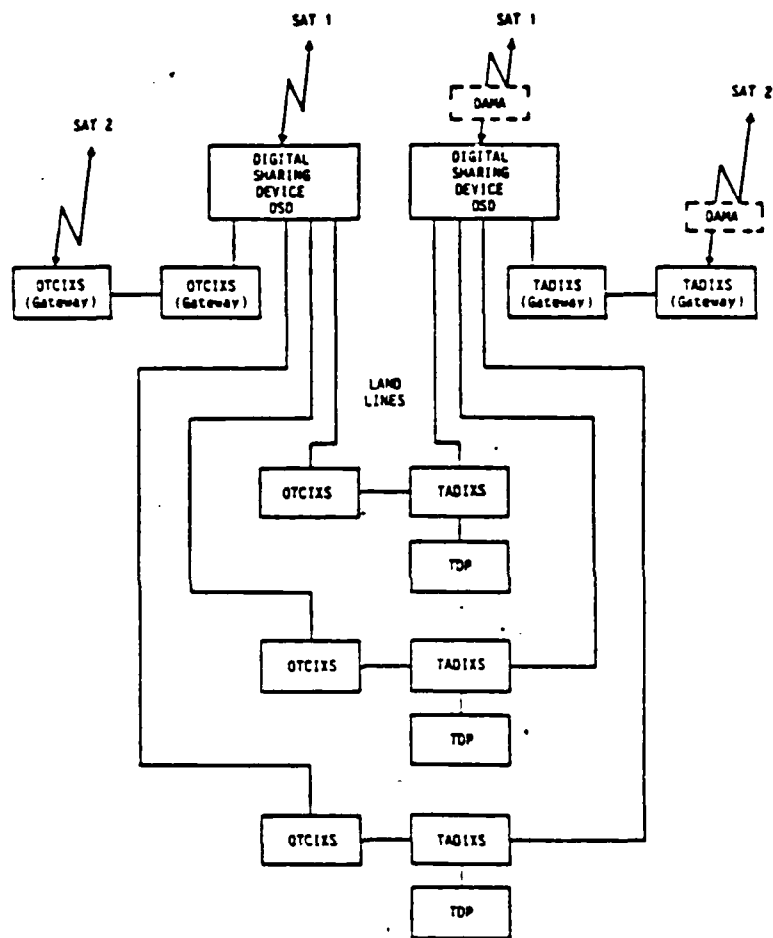 SAT 1
SAT 1
SAT 2
SAT 2
DAMA
DIGITAL
SHARING
DEVICE
DSD
DIGITAL
SHARING
DEVICE
DSD
DAMA
OTCIXS
(Gateway)
OTCIXS
(Gateway)
TADIXS
(Gateway)
TADIXS
(Gateway)
LAND
LINES
OTCIXS
TADIXS
TDP
OTCIXS
TADIXS
TDP
OTCIXS
TADIXS
TDP